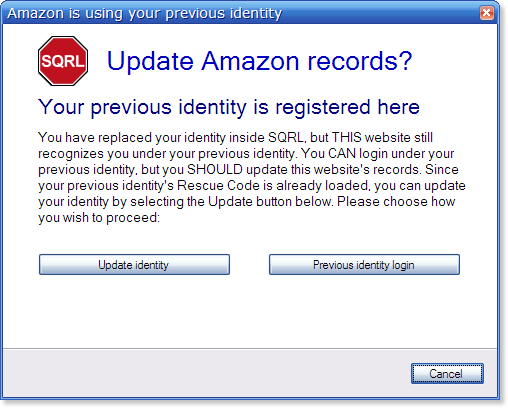 Amazon is using your previous identity
SQRL
Update Amazon records?
Your previous identity is registered here
You have replaced your identity inside SQRL, but THIS website still
recognizes you under your previous identity. You CAN login under your
previous identity, but you SHOULD update this website's records. Since
your previous identity's Rescue Code is already loaded, you can update
your identity by selecting the Update button below. Please choose how
you wish to proceed:
Update identity
Previous identity login
Cancel